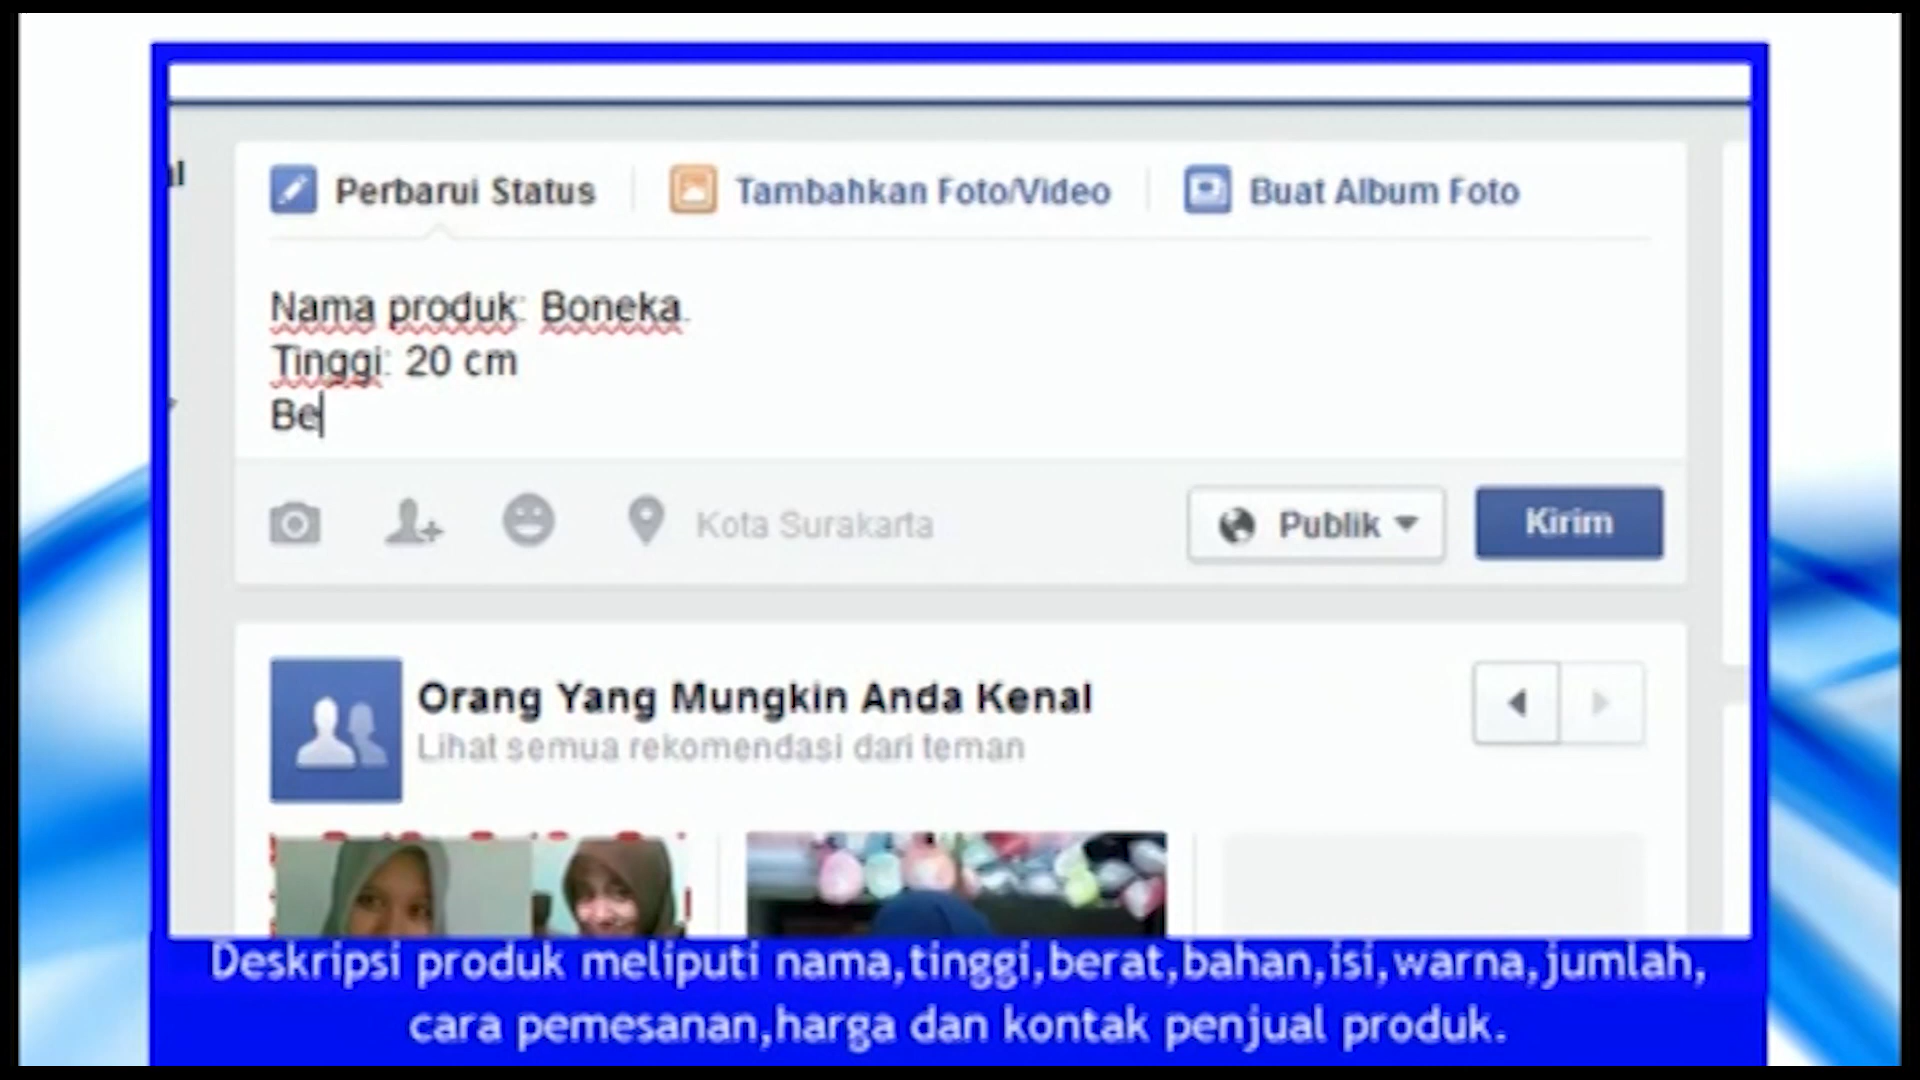 Perbarui Status
Tambahkan Foto/Video
Buat Album Foto
Nama produk: Boneka.
Tinggi: 20 cm
Be
Kota Surakarta
Publik
Kirim
Orang Yang Mungkin Anda Kenal
Lihat semua rekomendasi dari teman
Deskripsi produk meliputi nama,tinggi,berat,bahan,isi,warna,jumlah,
cara pemesanan,harga dan kontak penjual produk.